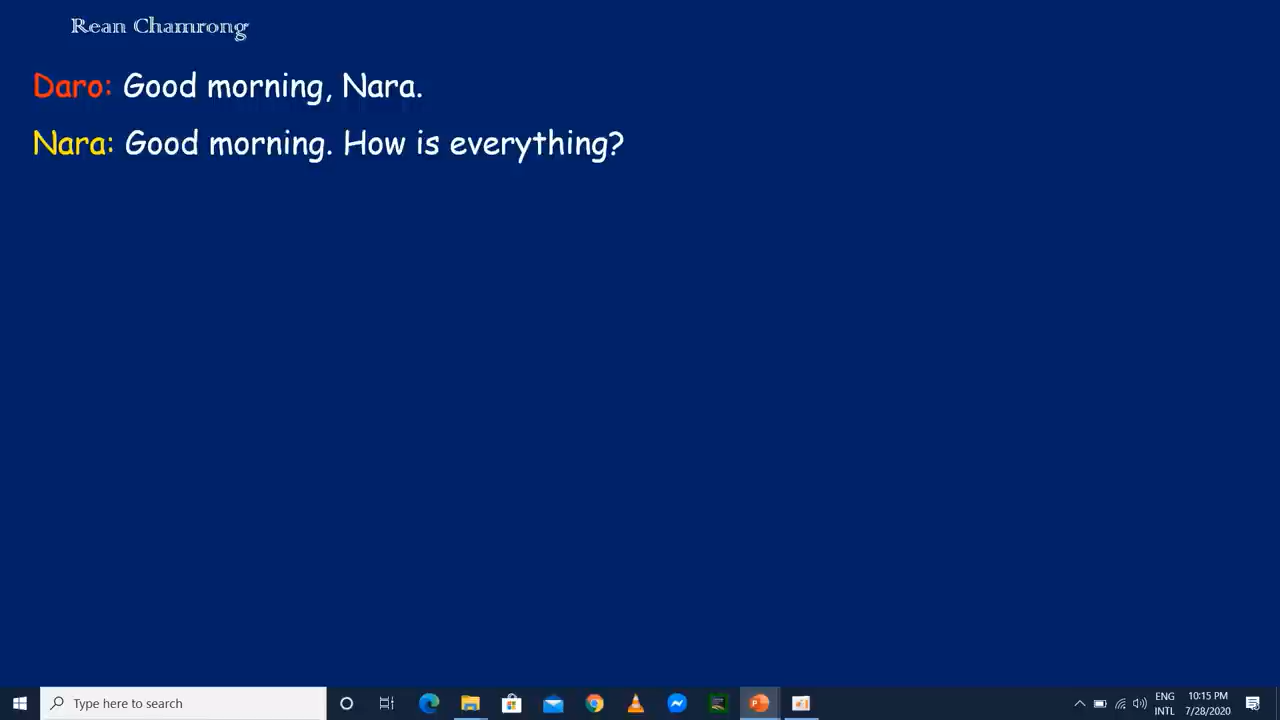 Rean Chamrong
Daro: Good morning, Nara.
Nara: Good morning. How is everything?
Type here to search
ENG
INTL
10:15 PM
7/28/2020